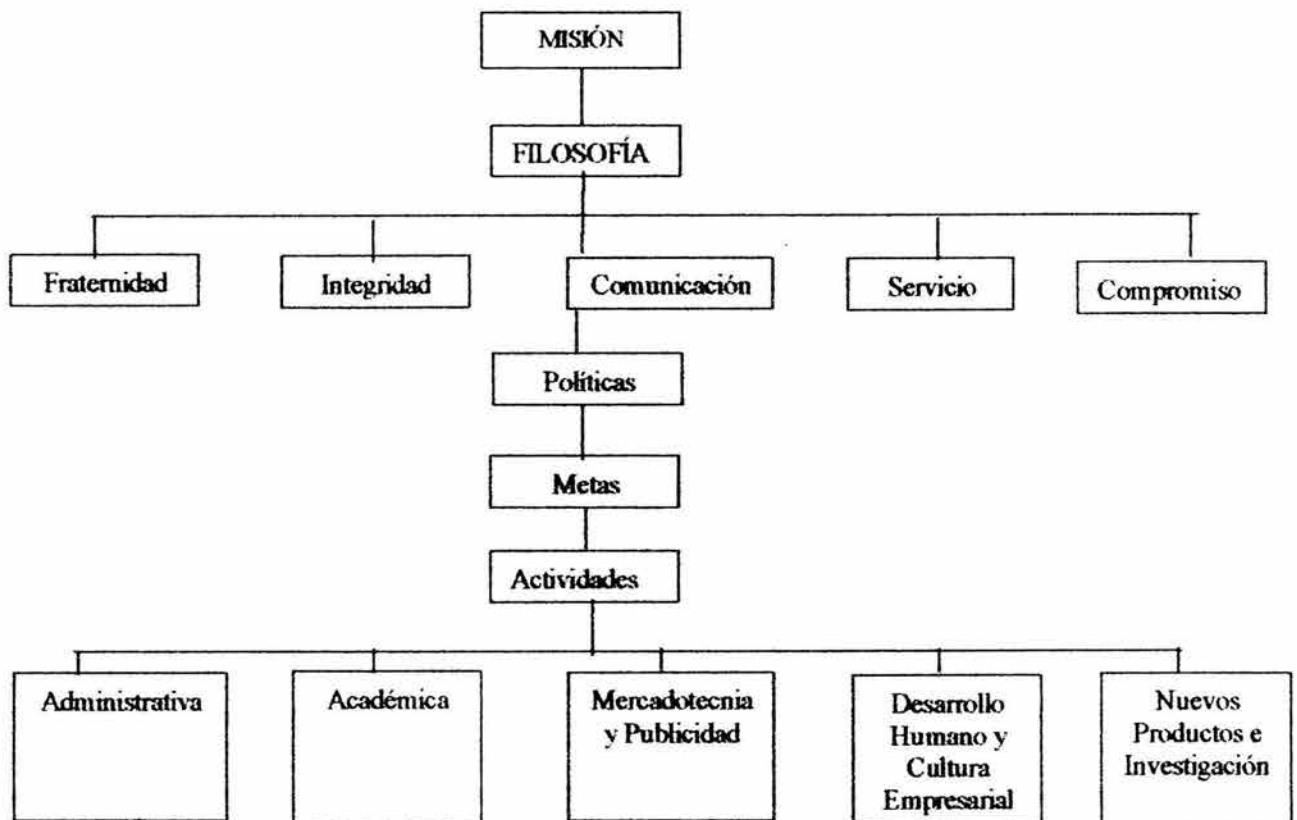 MISIÓN
FILOSOFÍA
Fraternidad
Integridad
Comunicación
Servicio
Compromiso
Políticas
Metas
Actividades
Administrativa
Académica
Mercadotecnia
y Publicidad
Desarrollo
Humano y
Cultura
Empresarial
Nuevos
Productos e
Investigación